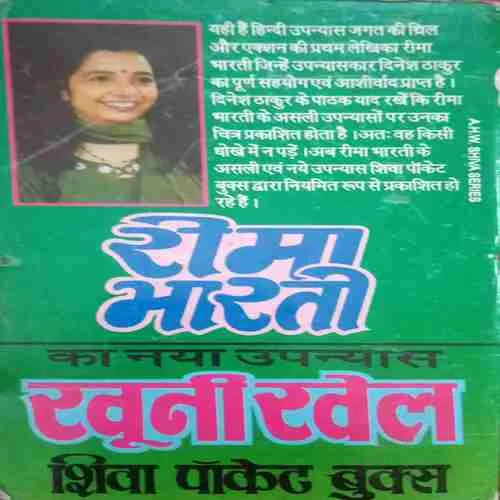 यही हैं हिन्दी उपन्यास जगत की थ्रिल
और एक्शन की प्रथम लेखिका रीमा
भारती जिन्हें उपन्यासकार दिनेश ठाकुर
का पूर्ण सहयोग एवं आशीर्वाद प्राप्त है ।
दिनेश ठाकुर के पाठक याद रखें कि रीमा
भारती के असली उपन्यासों पर उनका
चित्र प्रकाशित होता है । अतः वह किसी
धोखे में न पड़ें । अब रीमा भारती के
असली एवं नये उपन्यास शिवा पॉकेट
बुक्स द्वारा नियमित रूप से प्रकाशित हो
रहे हैं ।
A.H.W. SHIVA SERIES
रीमा
भारती
का नया उपन्यास
खूनी खेल
शिवा पॉकेट बुक्स